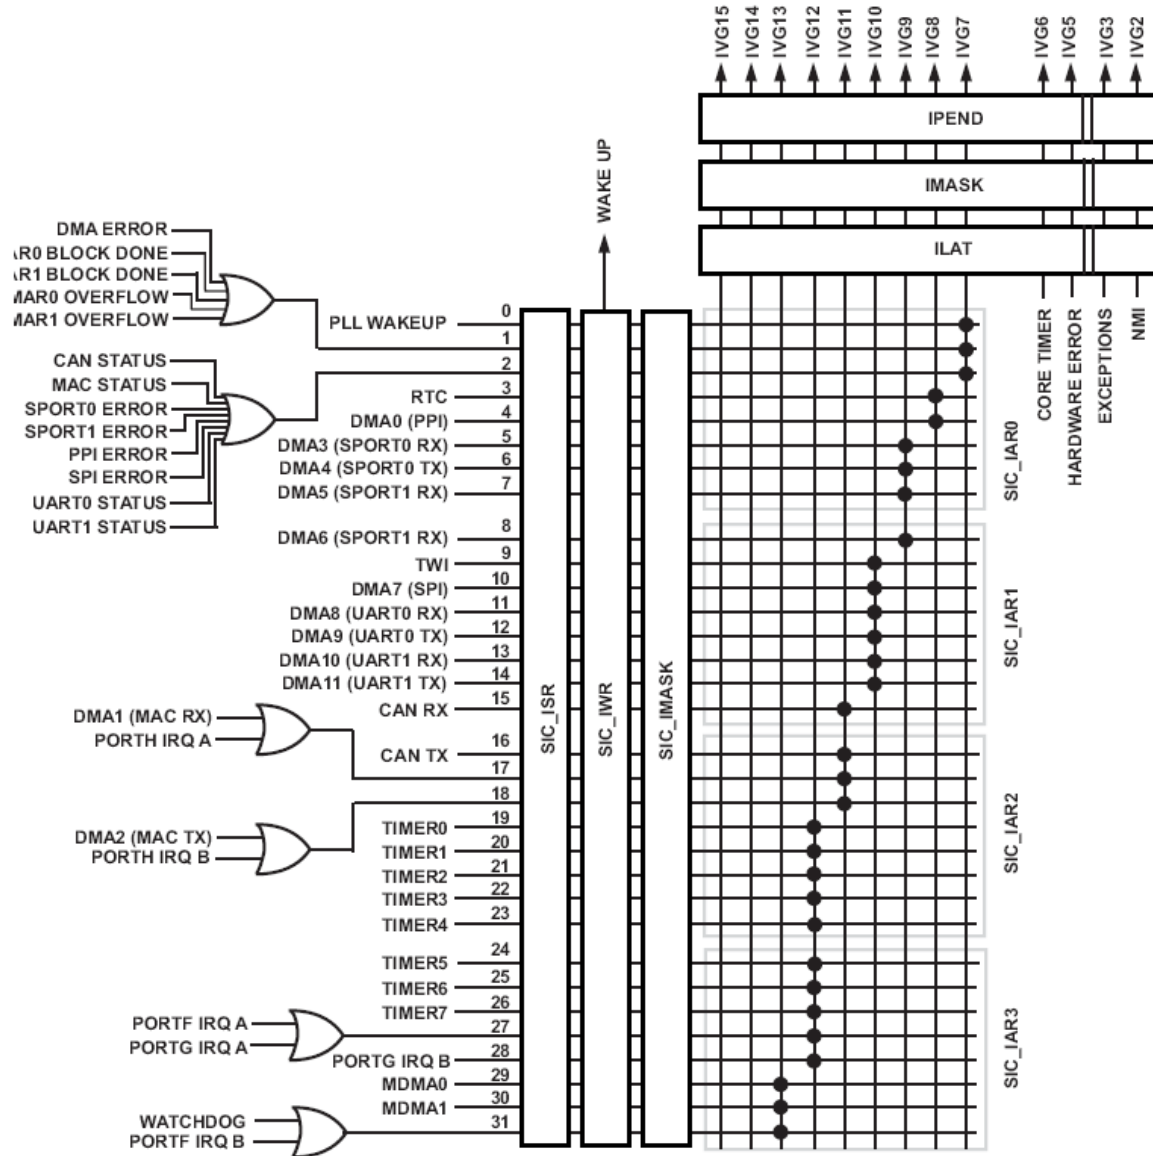 IVG15 IVG14 IVG13 IVG12 IVG11 IVG10 IVG9 IVG8 IVG7 IVG6 IVG5 IVG3 IVG2
IPEND
IMASK
ILAT
WAKE UP
CORE TIMER
HARDWARE ERROR
EXCEPTIONS
NMI
DMA ERROR
AR0 BLOCK DONE
AR1 BLOCK DONE
MAR0 OVERFLOW
MAR1 OVERFLOW
CAN STATUS
MAC STATUS
SPORT0 ERROR
SPORT1 ERROR
PPI ERROR
SPI ERROR
UART0 STATUS
UART1 STATUS
PLL WAKEUP 0
1
2
RTC 3
DMA0 (PPI) 4
DMA3 (SPORT0 RX) 5
DMA4 (SPORT0 TX) 6
DMA5 (SPORT1 RX) 7
DMA6 (SPORT1 RX) 8
TWI 9
DMA7 (SPI) 10
DMA8 (UART0 RX) 11
DMA9 (UART0 TX) 12
DMA10 (UART1 RX) 13
DMA11 (UART1 TX) 14
CAN RX 15
DMA1 (MAC RX)
PORTH IRQ A
CAN TX 16
17
18
DMA2 (MAC TX)
PORTH IRQ B
TIMER0 19
TIMER1 20
TIMER2 21
TIMER3 22
TIMER4 23
TIMER5 24
TIMER6 25
TIMER7 26
PORTF IRQ A
PORTG IRQ A
27
PORTG IRQ B 28
MDMA0 29
MDMA1 30
WATCHDOG
PORTF IRQ B
31
SIC_ISR
SIC_IWR
SIC_IMASK
SIC_IAR0
SIC_IAR1
SIC_IAR2
SIC_IAR3